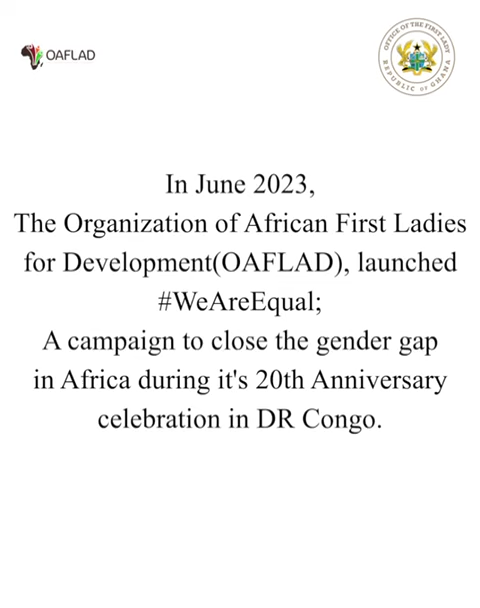 OAFLAD
OFFICE OF THE FIRST LADY
REPUBLIC OF GHANA
In June 2023,
The Organization of African First Ladies
for Development(OAFLAD), launched
#WeAreEqual;
A campaign to close the gender gap
in Africa during it's 20th Anniversary
celebration in DR Congo.